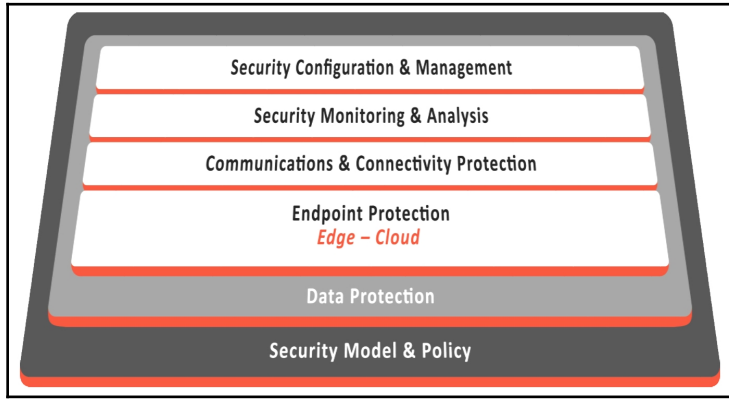 Security Configuration & Management
Security Monitoring & Analysis
Communications & Connectivity Protection
Endpoint Protection
Edge – Cloud
Data Protection
Security Model & Policy